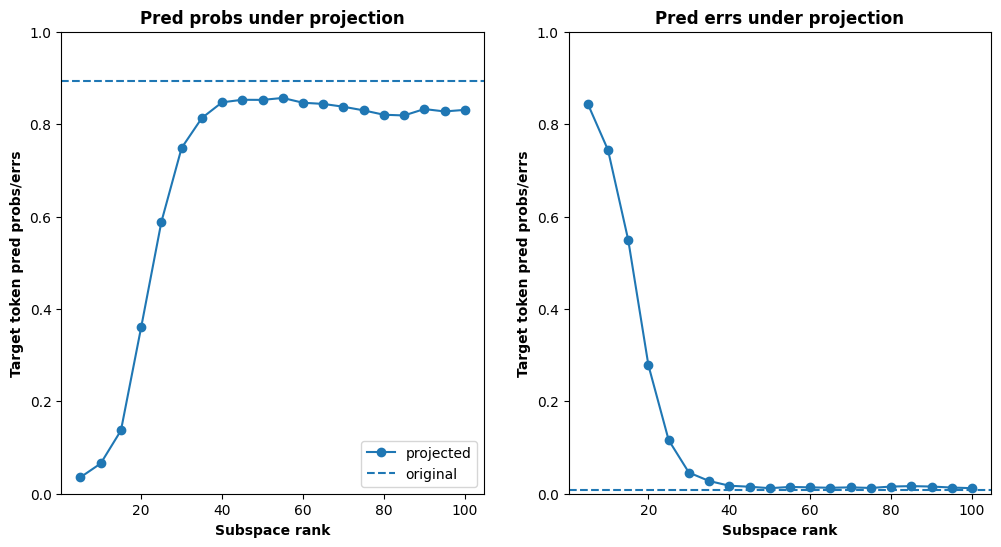 Pred probs under projection
Target token pred probs/errs
1.0
0.8
0.6
0.4
0.2
0.0
20
40
60
80
100
Subspace rank
projected
original
Pred errs under projection
Target token pred probs/errs
1.0
0.8
0.6
0.4
0.2
0.0
20
40
60
80
100
Subspace rank